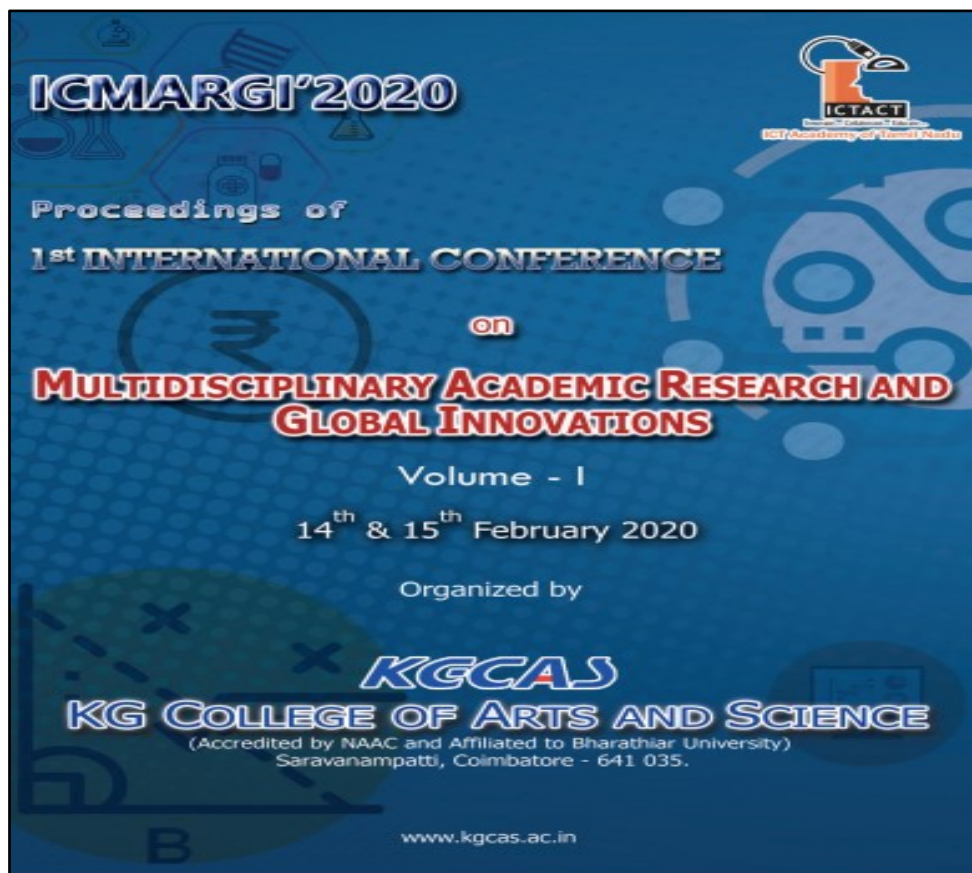 ICMARGI'2020
ICTACT
ICT Academy of Tamil Nadu
Proceedings of
1st INTERNATIONAL CONFERENCE
on
MULTIDISCIPLINARY ACADEMIC RESEARCH AND
GLOBAL INNOVATIONS
Volume - I
14th & 15th February 2020
Organized by
KGCAS
KG COLLEGE OF ARTS AND SCIENCE
(Accredited by NAAC and Affiliated to Bharathiar University)
Saravanampatti, Coimbatore - 641 035.
B
www.kgcas.ac.in